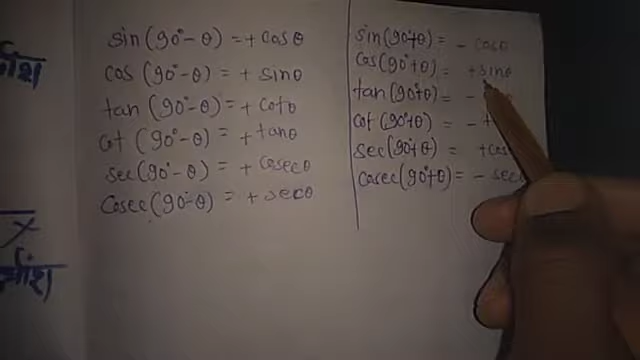 sin(90°-θ) = + cosθ
cos(90°-θ) = + sinθ
tan(90°-θ) = + cotθ
cot(90°-θ) = + tanθ
sec(90°-θ) = + cosecθ
cosec(90°-θ) = + secθ
sin(90°+θ) = - cosθ
cos(90°+θ) = + sinθ
tan(90°+θ) = -
cot(90°+θ) = -
sec(90°+θ) = +
cosec(90°+θ) = - sec